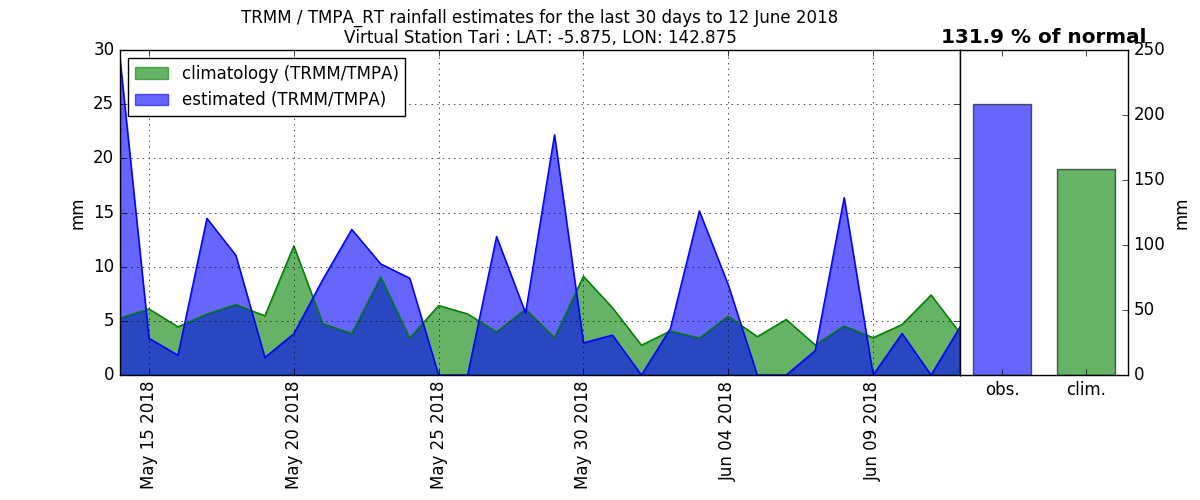 TRMM / TMPA_RT rainfall estimates for the last 30 days to 12 June 2018
Virtual Station Tari : LAT: -5.875, LON: 142.875
131.9 % of normal
climatology (TRMM/TMPA)
estimated (TRMM/TMPA)
mm
30
25
20
15
10
5
0
May 15 2018
May 20 2018
May 25 2018
May 30 2018
Jun 04 2018
Jun 09 2018
obs.
clim.
250
200
150
100
50
0
mm